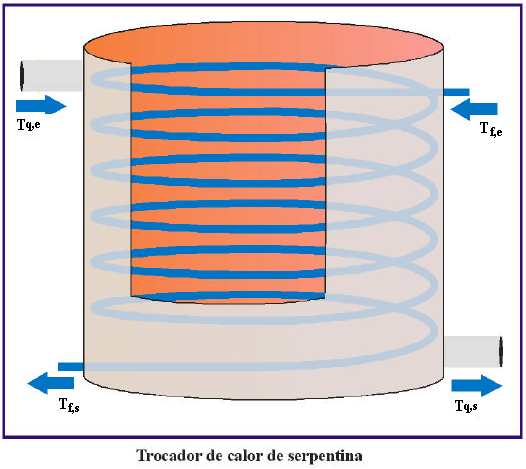 Tq,e
Tf,e
Tf,s
Tq,s
Trocador de calor de serpentina